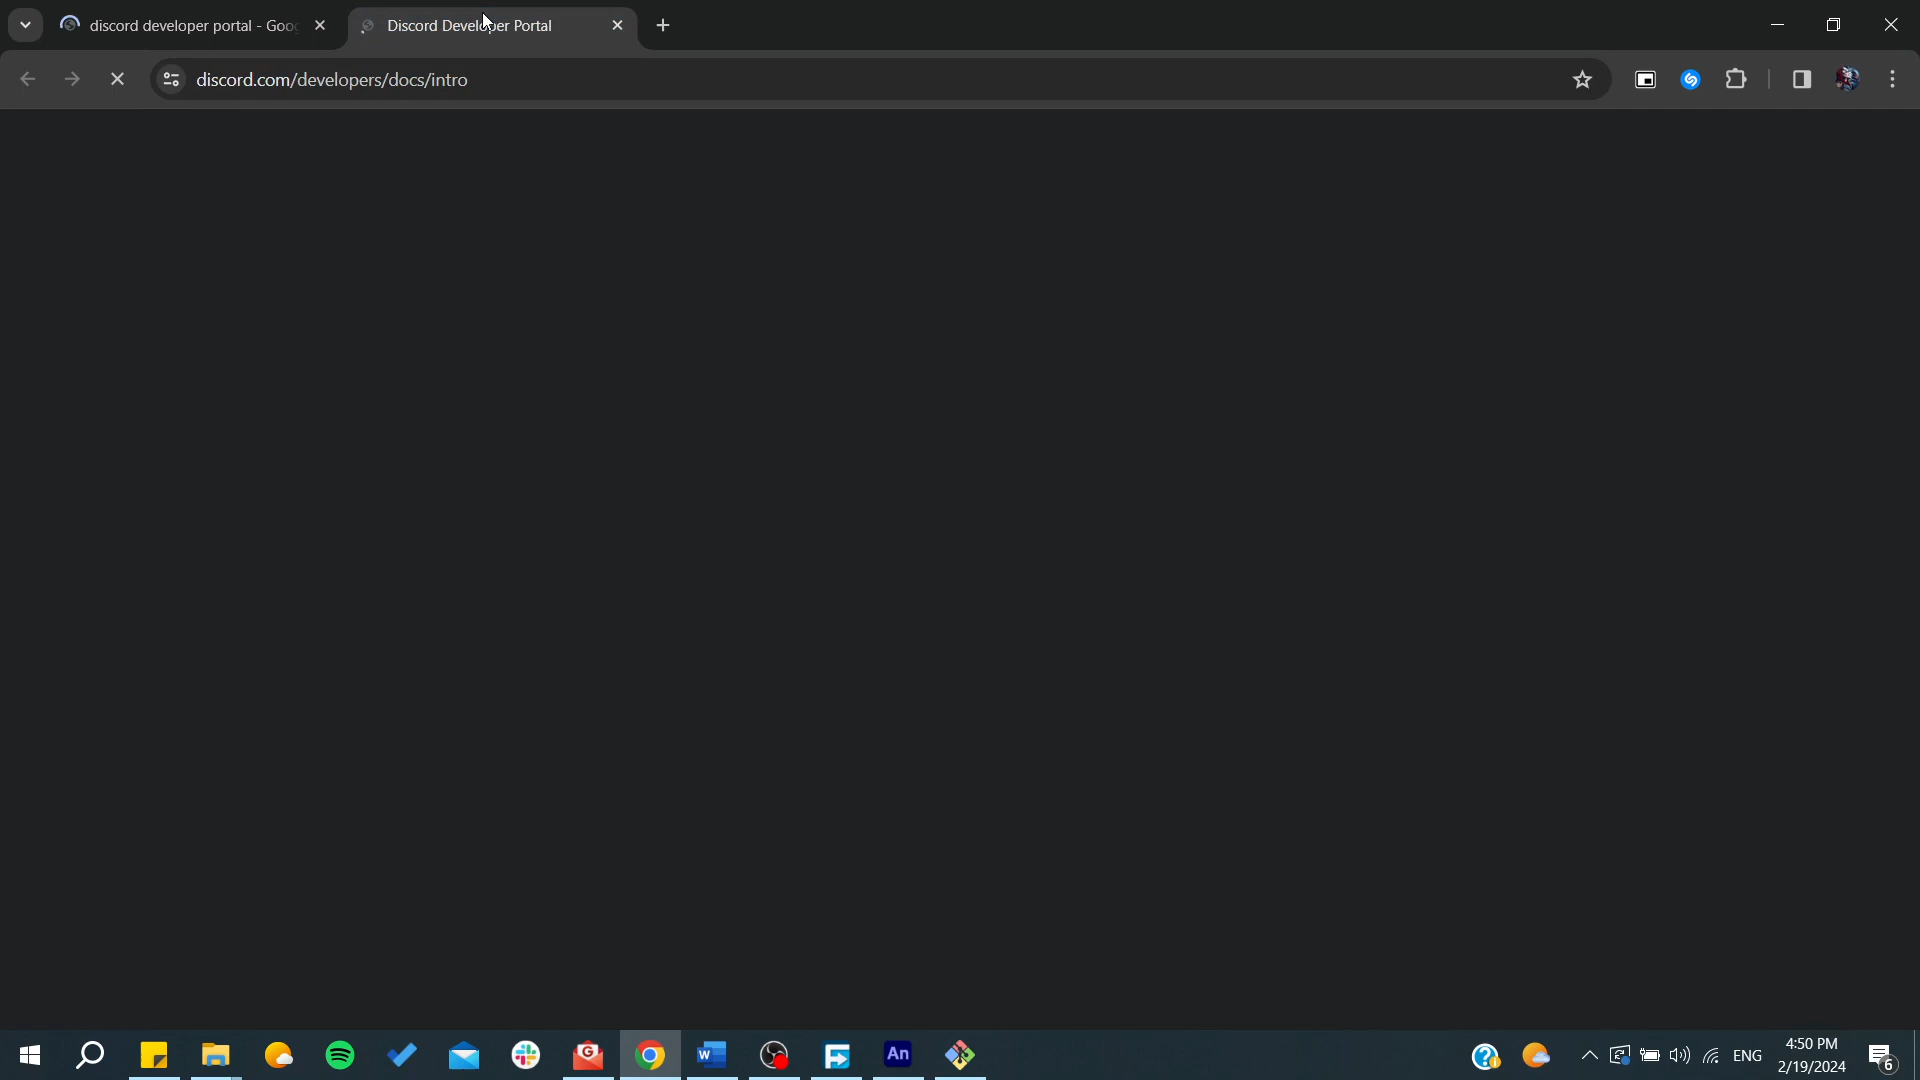 discord developer portal - Goo
Discord Developer Portal
discord.com/developers/docs/intro
An
ENG
4:50 PM
2/19/2024
6